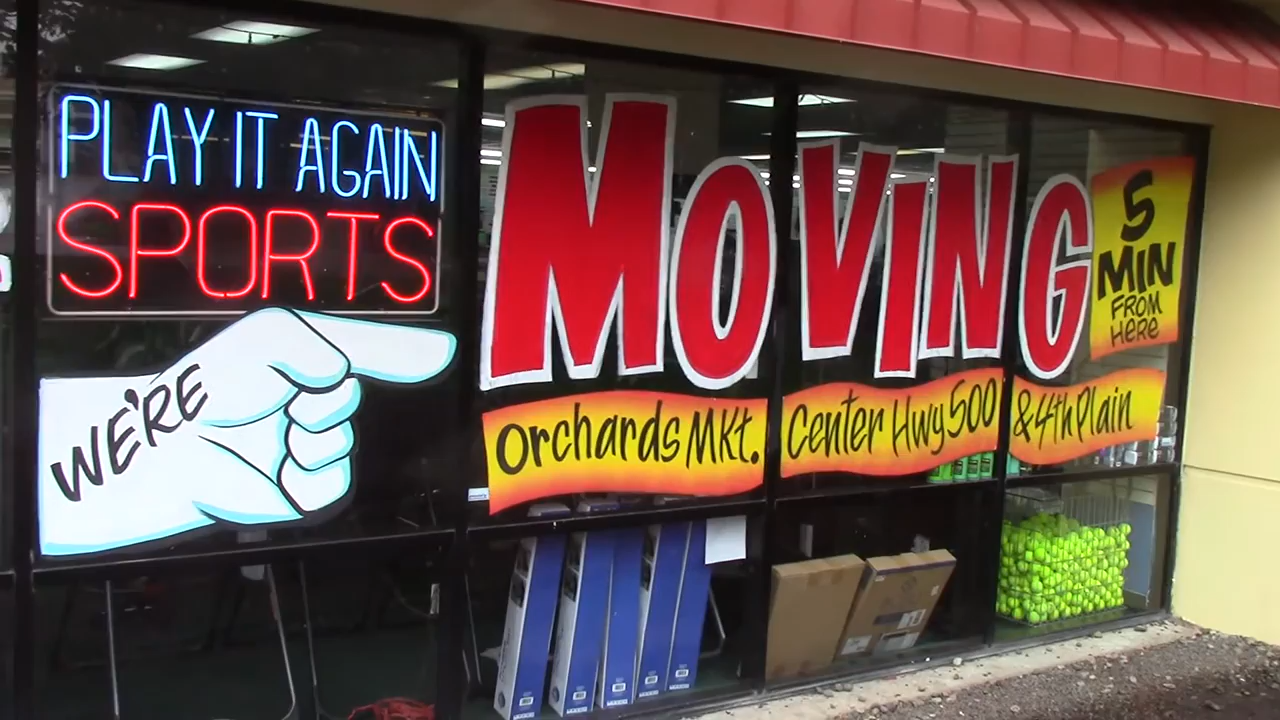 PLAY IT AGAIN
SPORTS
WE'RE
MOVING
5
MIN
FROM
HERE
Orchards MKt.
Center Hwy 500
& 4th Plain